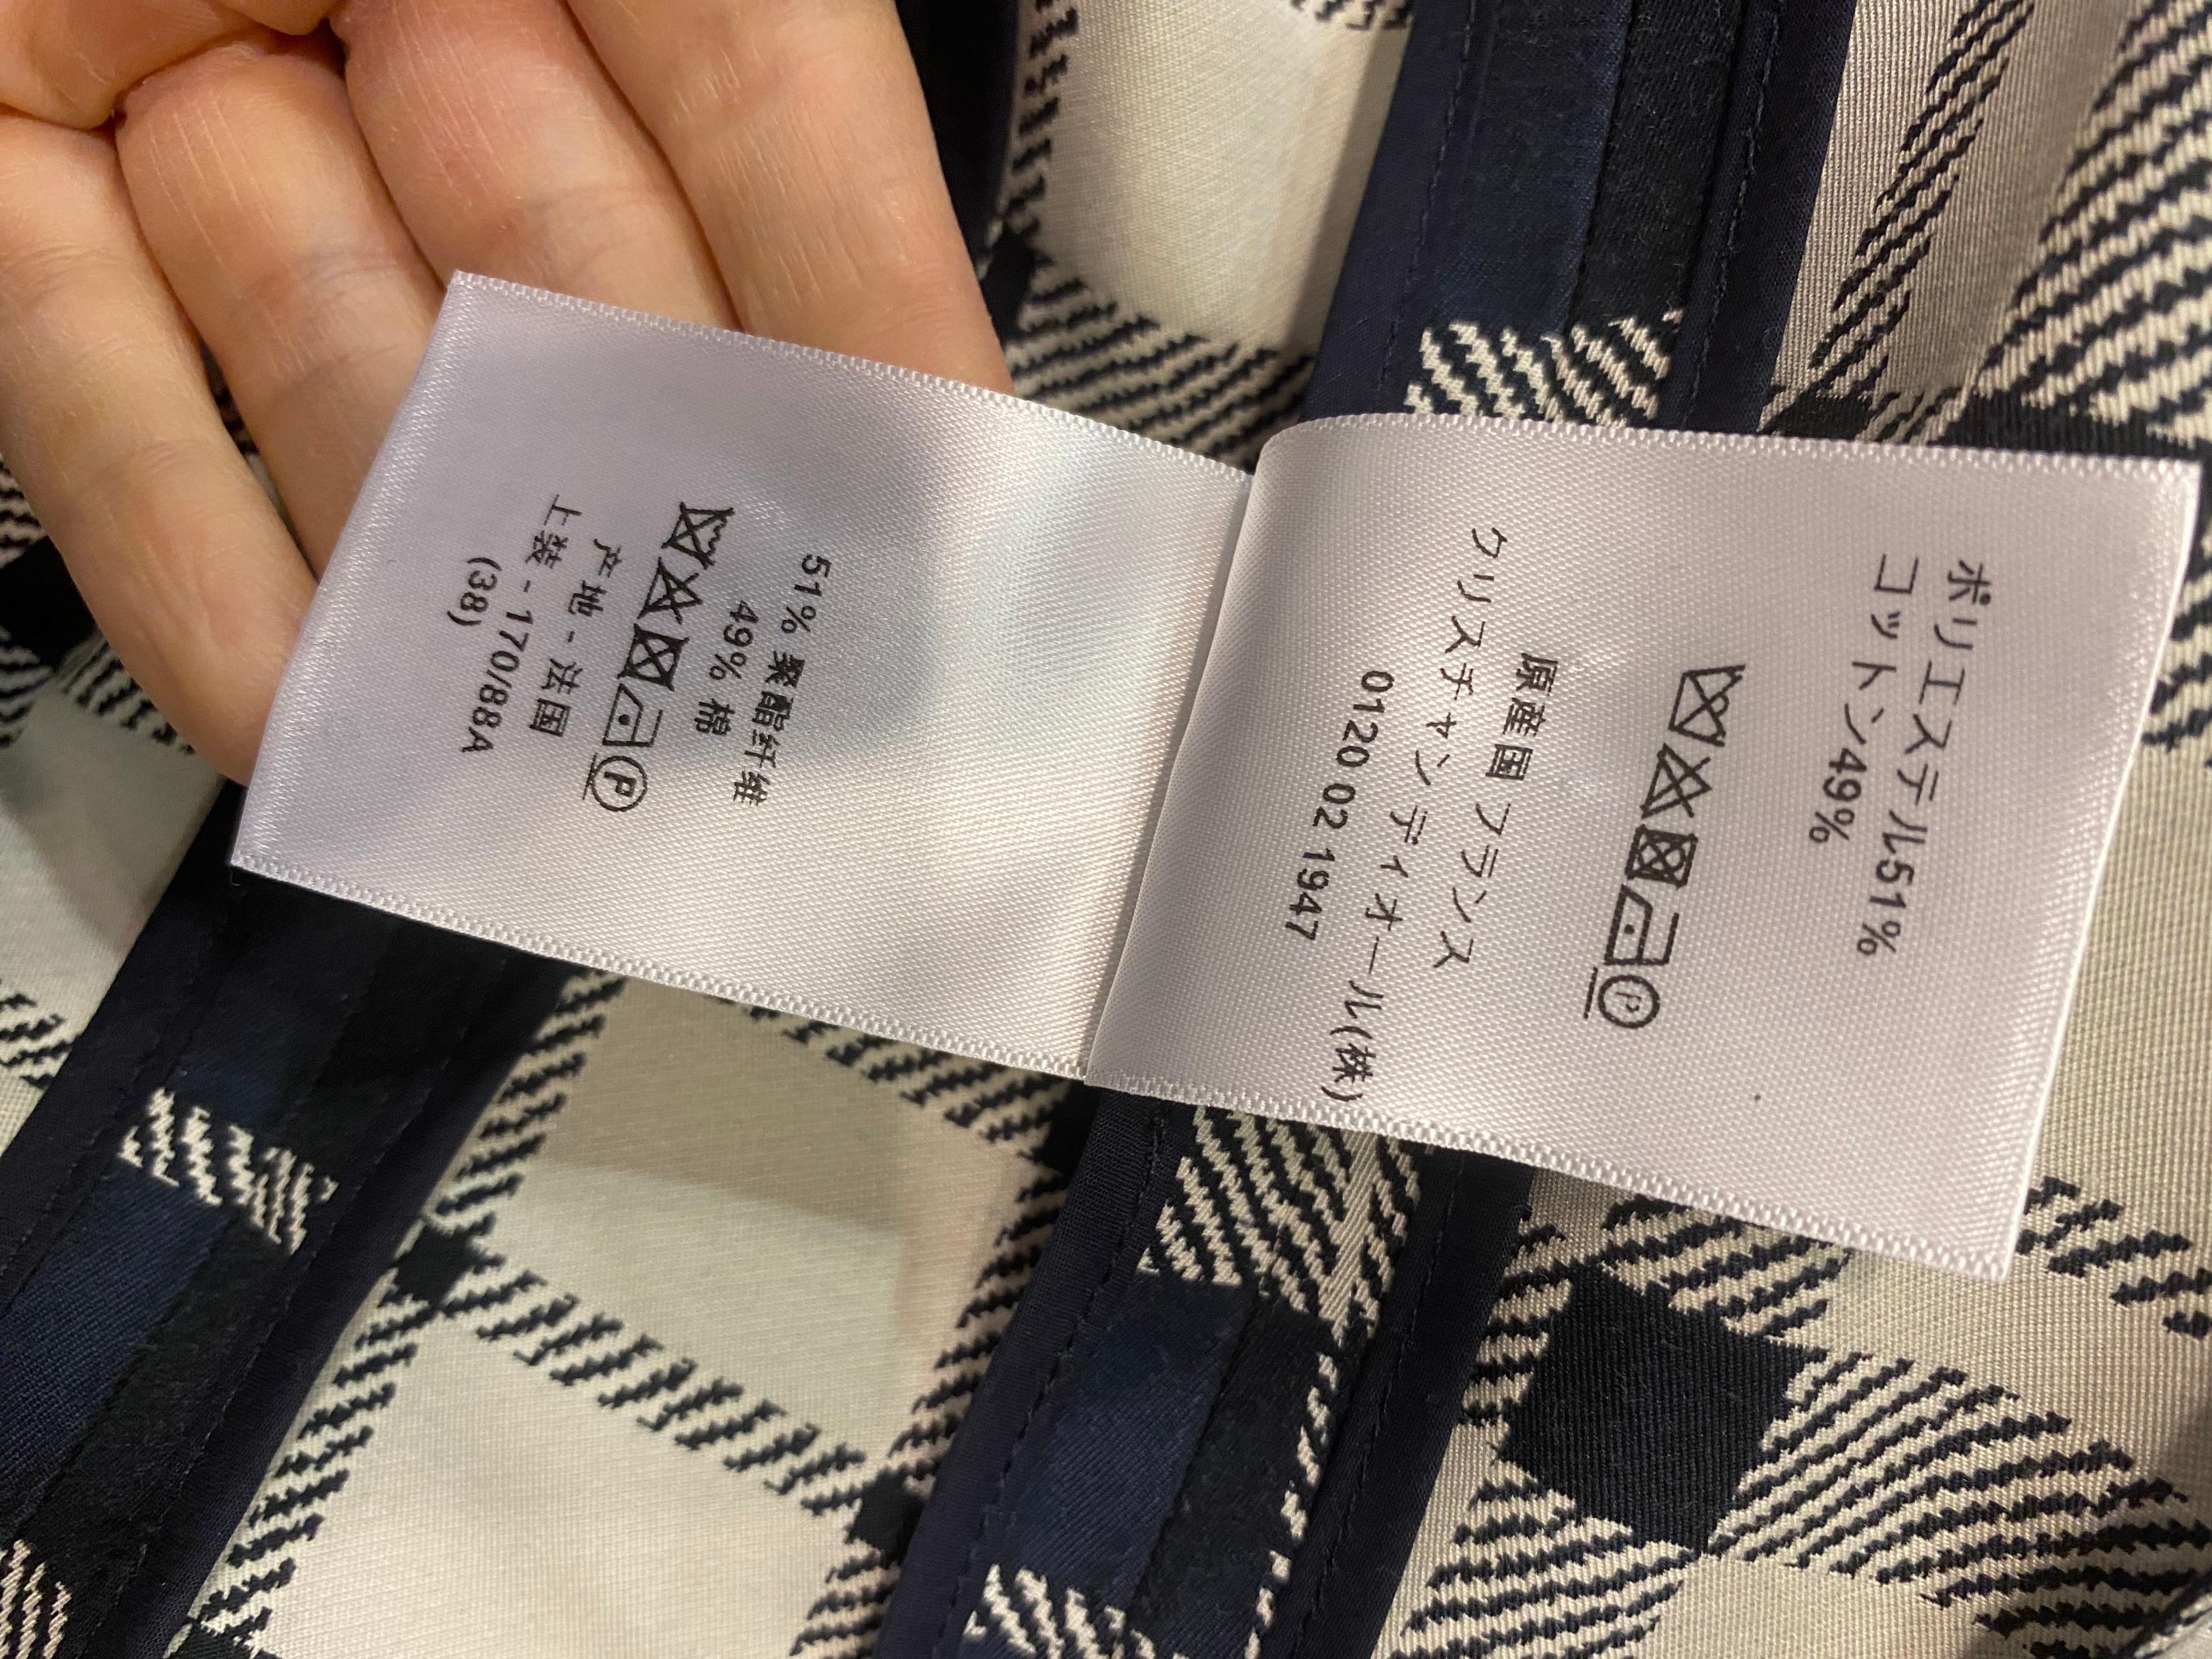 ポリエステル51%
コットン49%
P
原産国 フランス
クリスチャン ディオール(株)
0120 02 1947
51% 聚酯纤维
49% 棉
P
产地 - 法国
上装 - 170/88A
(38)